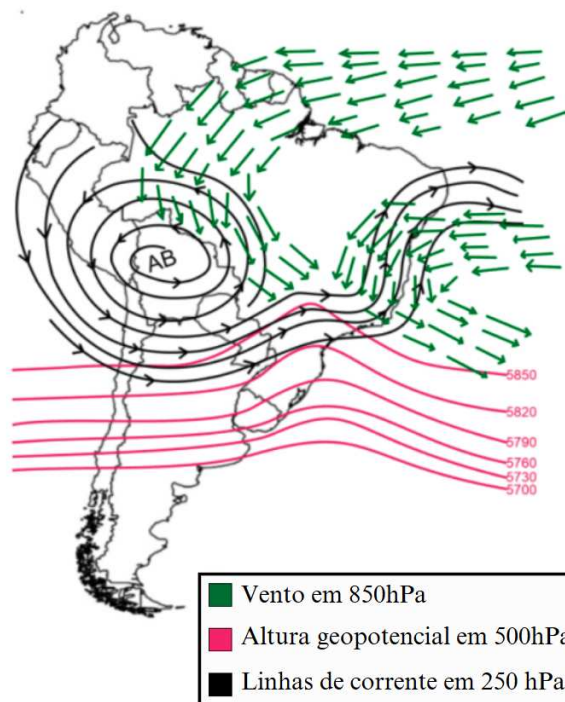 AB
5850
5820
5790
5760
5730
5700
Vento em 850hPa
Altura geopotencial em 500hPa
Linhas de corrente em 250 hPa